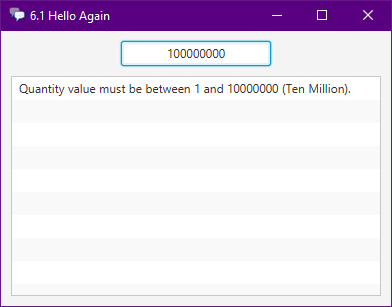 6.1 Hello Again
100000000
Quantity value must be between 1 and 10000000 (Ten Million).